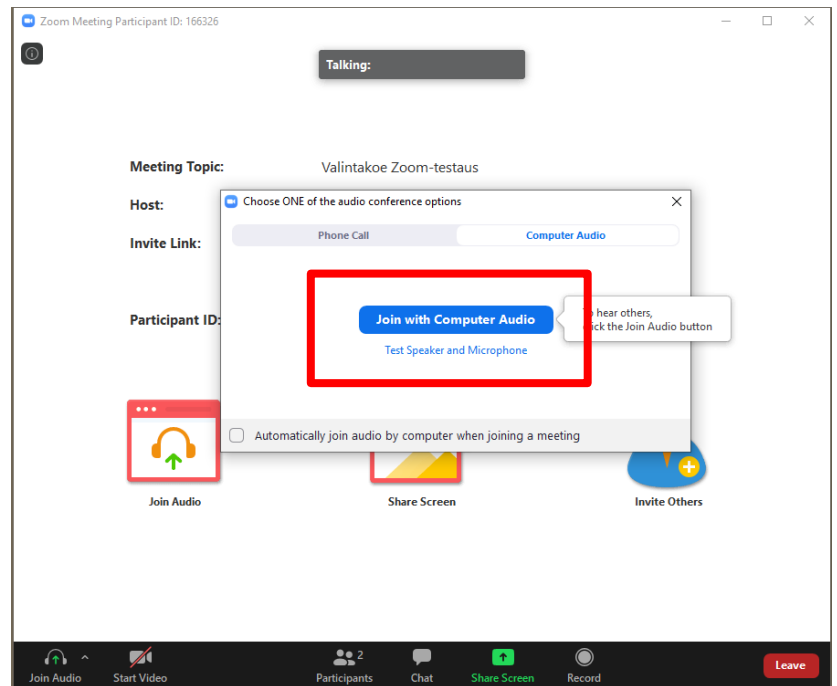 Zoom Meeting Participant ID: 166326
Talking:
Meeting Topic: Valintakoe Zoom-testaus
Host:
Invite Link:
Participant ID:
Choose ONE of the audio conference options
Phone Call Computer Audio
Join with Computer Audio
hear others,
click the Join Audio button
Test Speaker and Microphone
Automatically join audio by computer when joining a meeting
Join Audio Share Screen Invite Others
2
Join Audio Start Video Participants Chat Share Screen Record Leave